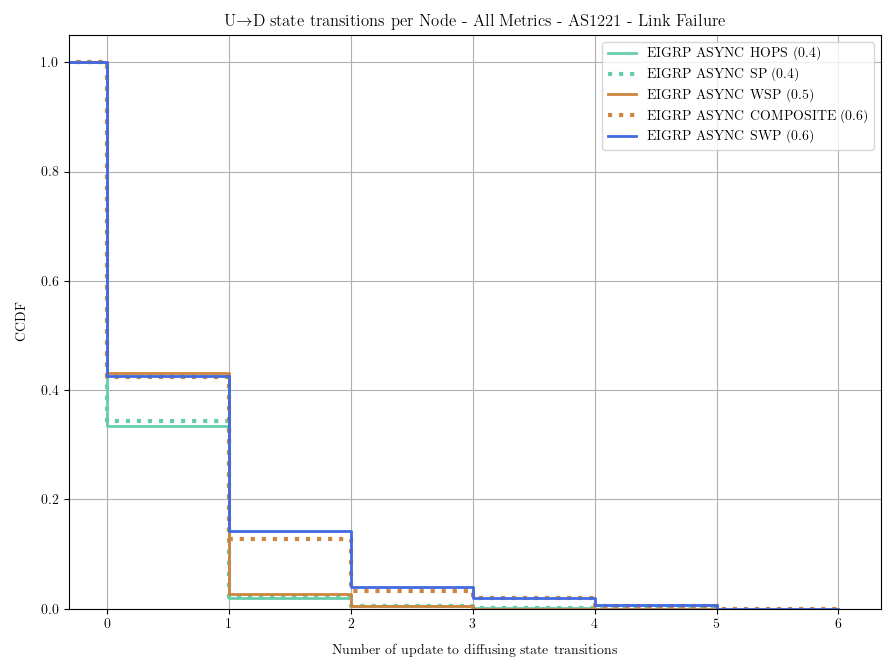 U→D state transitions per Node - All Metrics - AS1221 - Link Failure
EIGRP ASYNC HOPS (0.4)
EIGRP ASYNC SP (0.4)
EIGRP ASYNC WSP (0.5)
EIGRP ASYNC COMPOSITE (0.6)
EIGRP ASYNC SWP (0.6)
CCDF
1.0
0.8
0.6
0.4
0.2
0.0
0 1 2 3 4 5 6
Number of update to diffusing state transitions